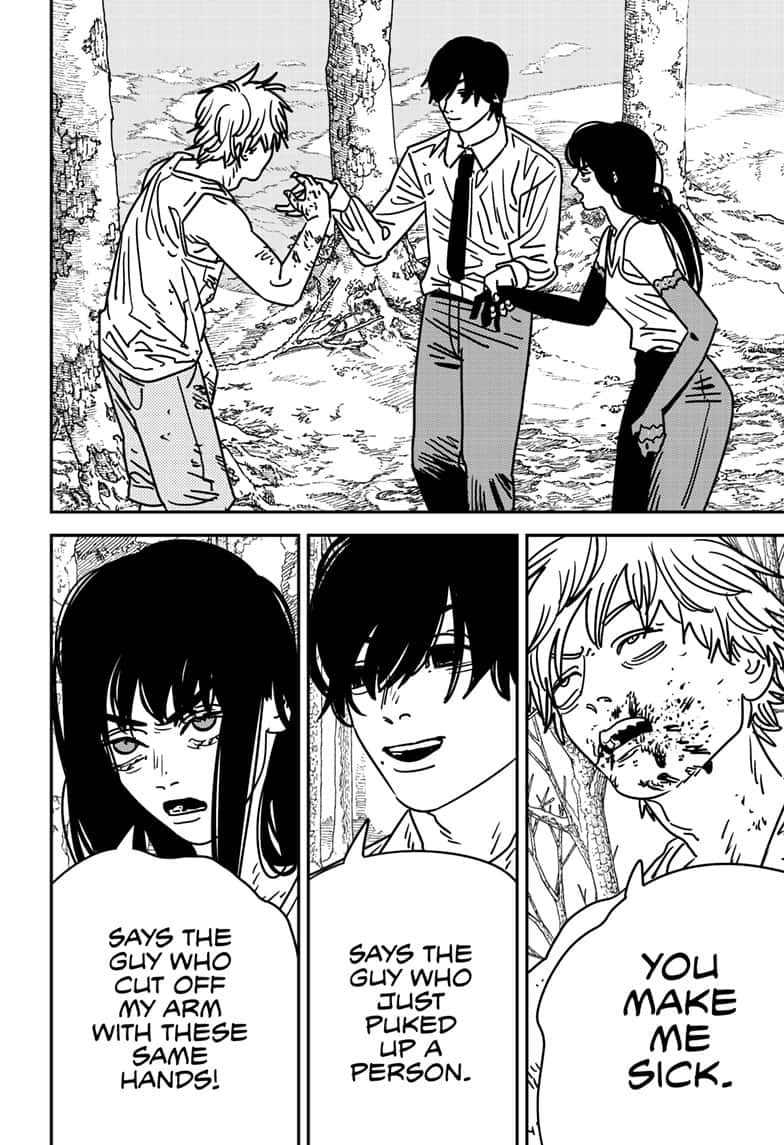 YOU
MAKE
ME
SICK.
SAYS THE
GUY WHO
JUST
PUKED
UP A
PERSON.
SAYS THE
GUY WHO
CUT OFF
MY ARM
WITH THESE
SAME
HANDS!